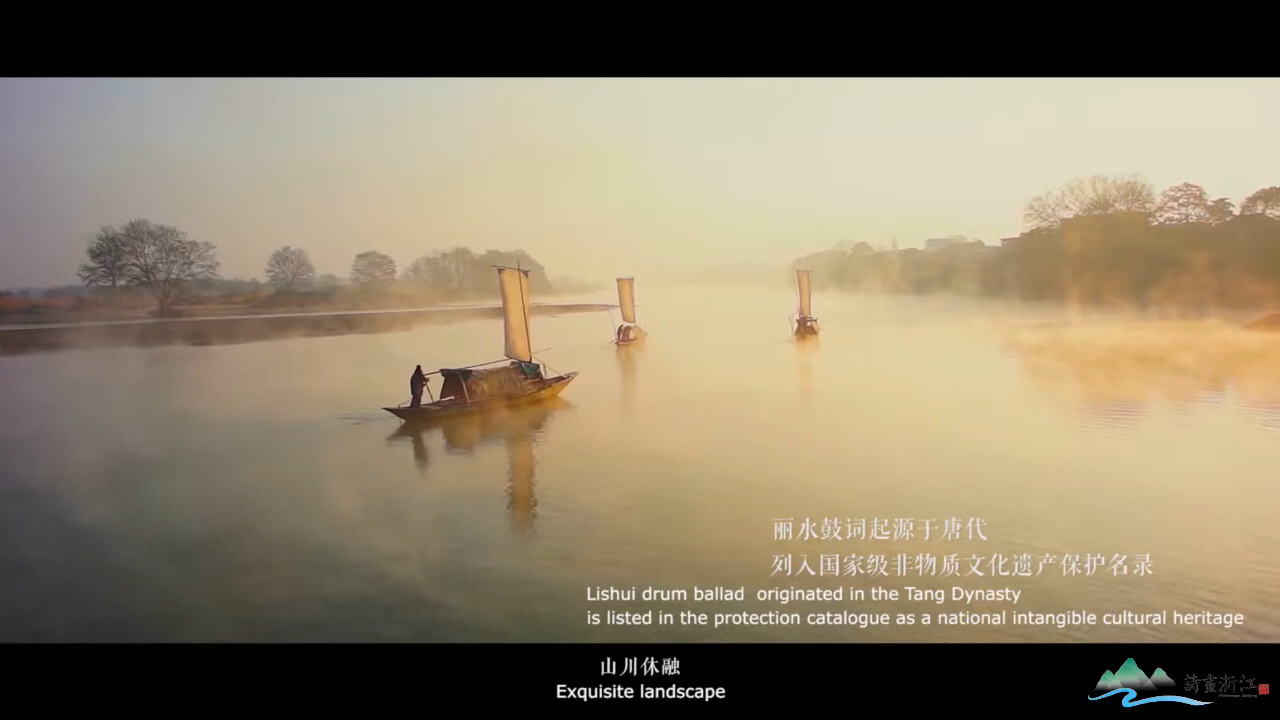 丽水鼓词起源于唐代
列入国家级非物质文化遗产保护名录
Lishui drum ballad originated in the Tang Dynasty
is listed in the protection catalogue as a national intangible cultural heritage
山川休融
Exquisite landscape
詩畫浙江